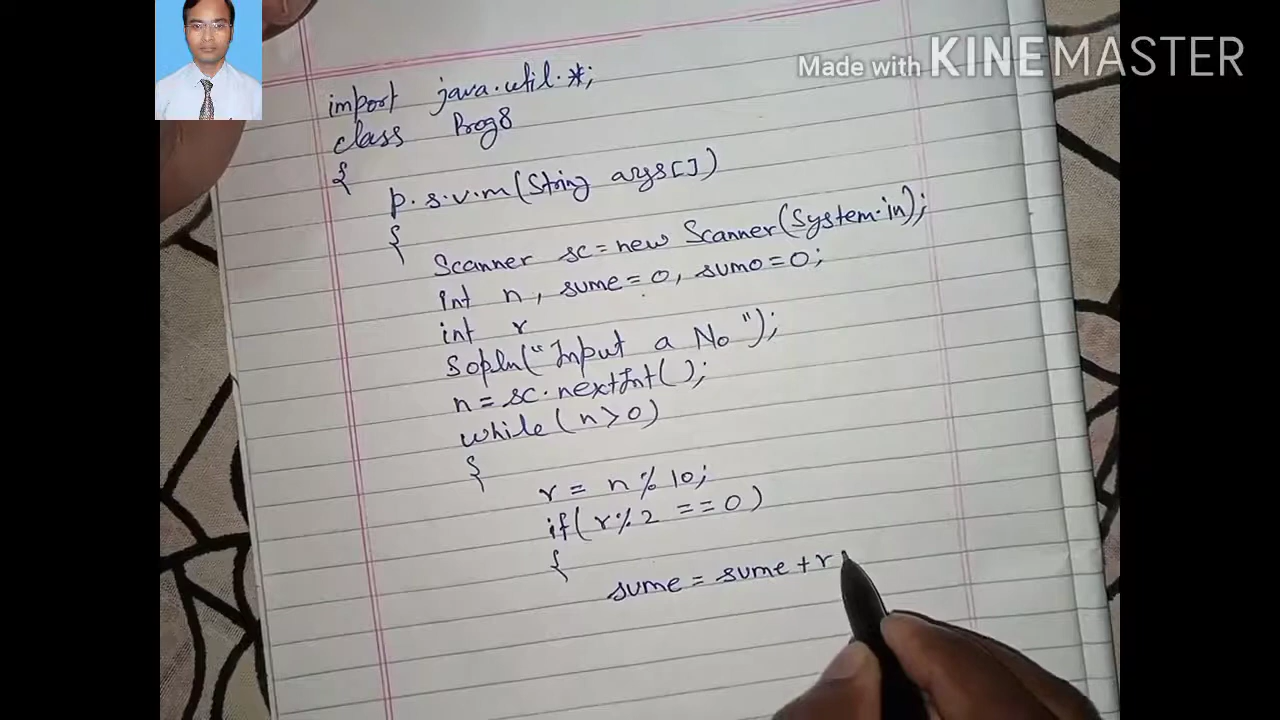 Made with KINEMASTER
import java.util.*;
class Prog8
{
p.s.v.m(String args[])
{
Scanner sc=new Scanner(System.in);
int n, sume=0, sumo=0;
int r
Sopln("Input a No");
n=sc.nextInt();
while(n>0)
{
r = n%10;
if(r%2 ==0)
{
sume = sume+r